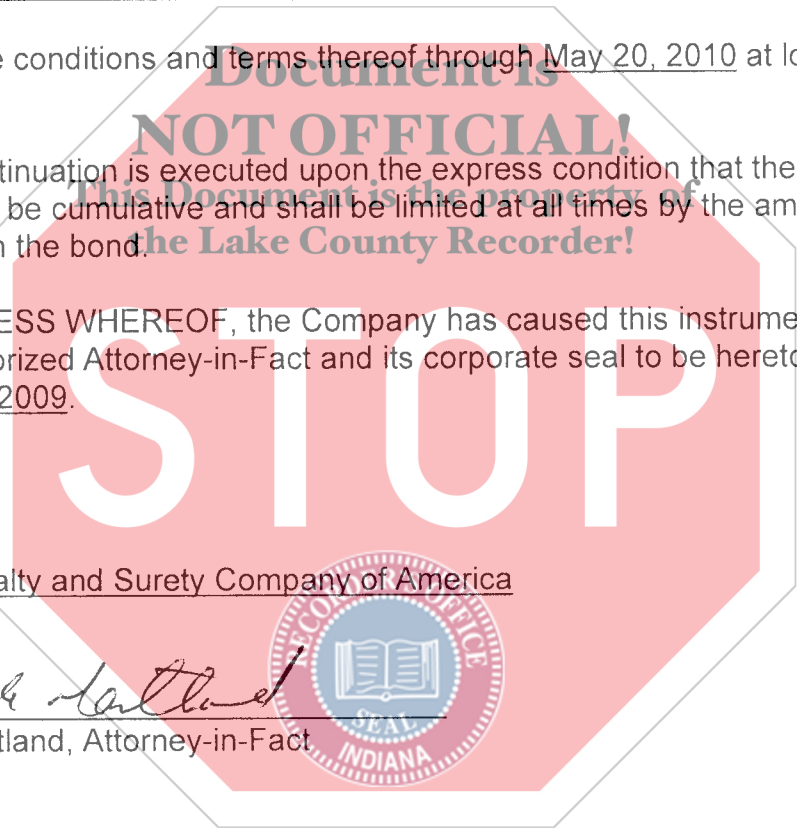 e conditions and terms thereof through May 20, 2010 at lo
Document is
NOT OFFICIAL!
tinuation is executed upon the express condition that the
This Document is the property of
be cumulative and shall be limited at all times by the am
the bond.
the Lake County Recorder!
ESS WHEREOF, the Company has caused this instrume
orized Attorney-in-Fact and its corporate seal to be hereto
2009.
STOP
alty and Surety Company of America
RECORDER'S OFFICE
SEAL
INDIANA
tland, Attorney-in-Fact